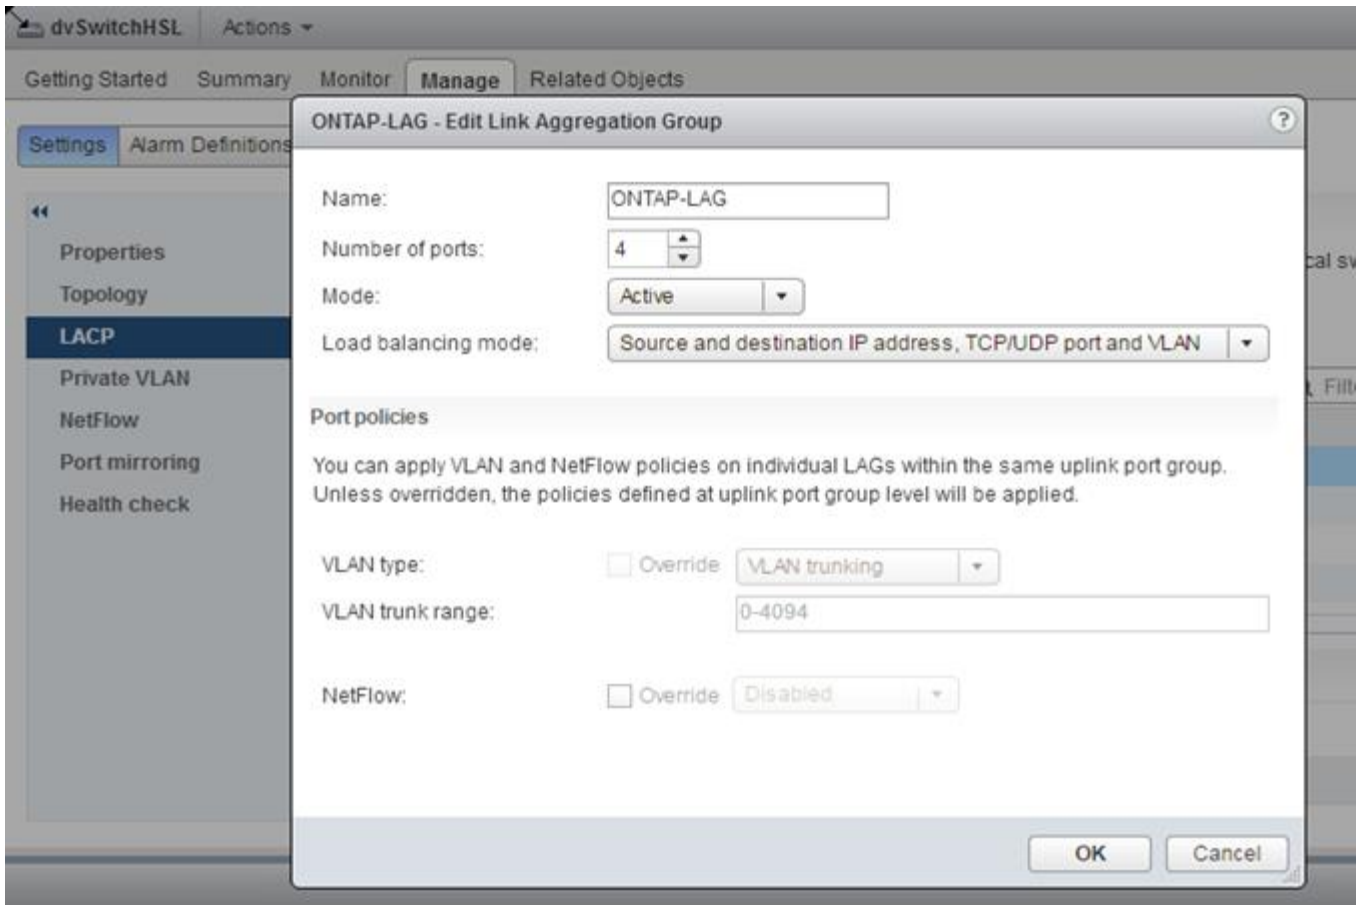 dvSwitchHSL Actions
Getting Started Summary Monitor Manage Related Objects
ONTAP-LAG - Edit Link Aggregation Group ?
Settings Alarm Definitions
Name: ONTAP-LAG
Number of ports: 4
Properties
cal sw
Mode: Active
Topology
LACP
Load balancing mode: Source and destination IP address, TCP/UDP port and VLAN
Private VLAN
Filt
NetFlow
Port policies
Port mirroring
You can apply VLAN and NetFlow policies on individual LAGs within the same uplink port group.
Unless overridden, the policies defined at uplink port group level will be applied.
Health check
VLAN type: Override VLAN trunking
VLAN trunk range: 0-4094
NetFlow: Override Disabled
OK Cancel